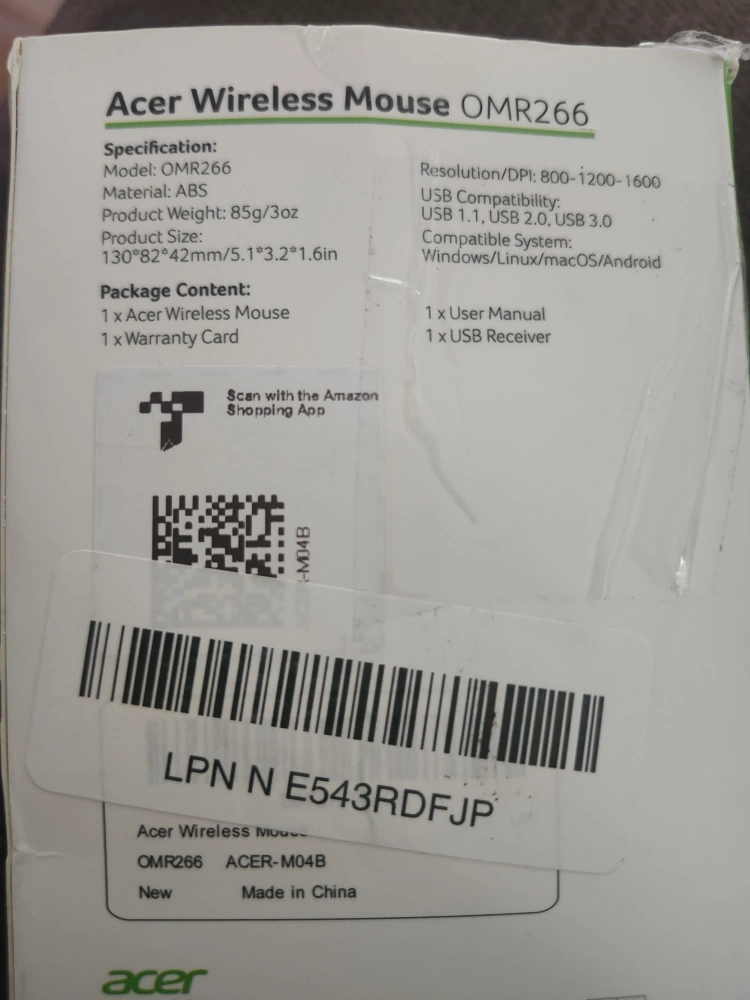 Acer Wireless Mouse OMR266
Specification:
Model: OMR266
Material: ABS
Product Weight: 85g/3oz
Product Size:
130*82*42mm/5.1*3.2*1.6in
Resolution/DPI: 800-1200-1600
USB Compatibility:
USB 1.1, USB 2.0, USB 3.0
Compatible System:
Windows/Linux/macOS/Android
Package Content:
1 x Acer Wireless Mouse
1 x Warranty Card
1 x User Manual
1 x USB Receiver
Scan with the Amazon
Shopping App
-M04B
LPN N E543RDFJP
Acer Wireless
OMR266 ACER-M04B
New Made in China
acer